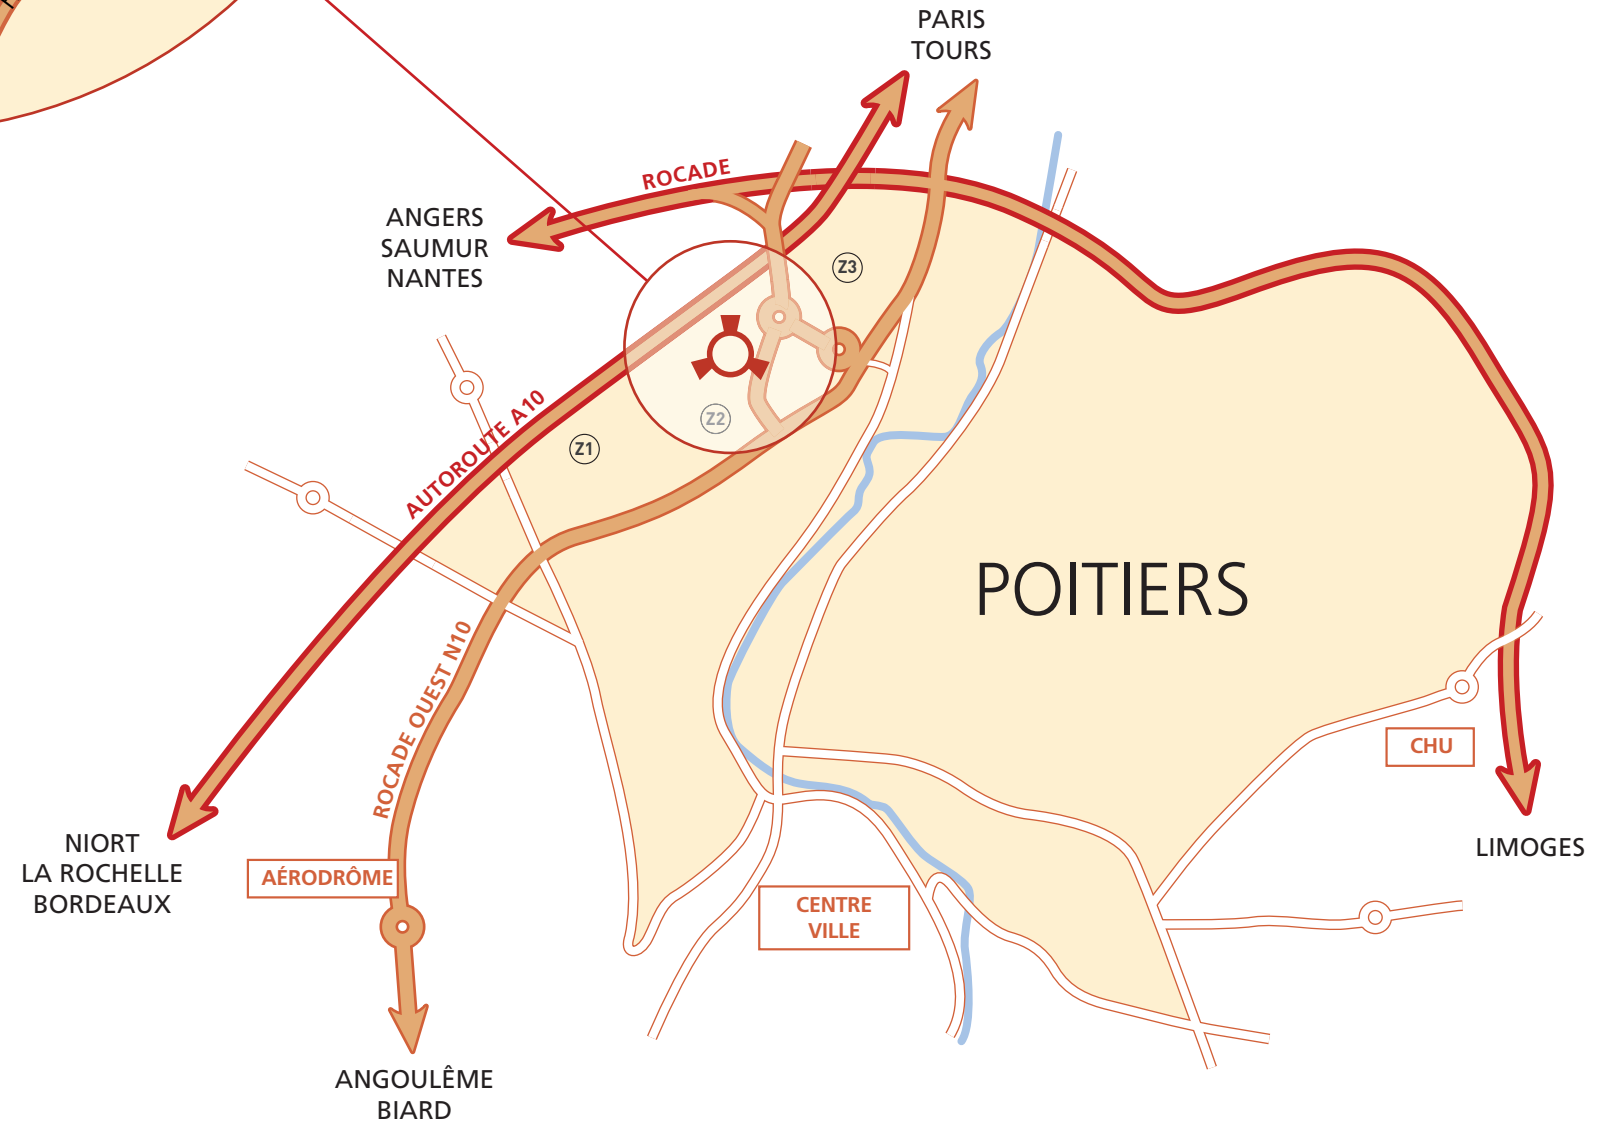 PARIS
TOURS
ROCADE
ANGERS
SAUMUR
NANTES
Z3
Z2
Z1
AUTOROUTE A10
POITIERS
ROCADE OUEST N10
CHU
NIORT
LA ROCHELLE
BORDEAUX
LIMOGES
AÉRODRÔME
CENTRE
VILLE
ANGOULÊME
BIARD